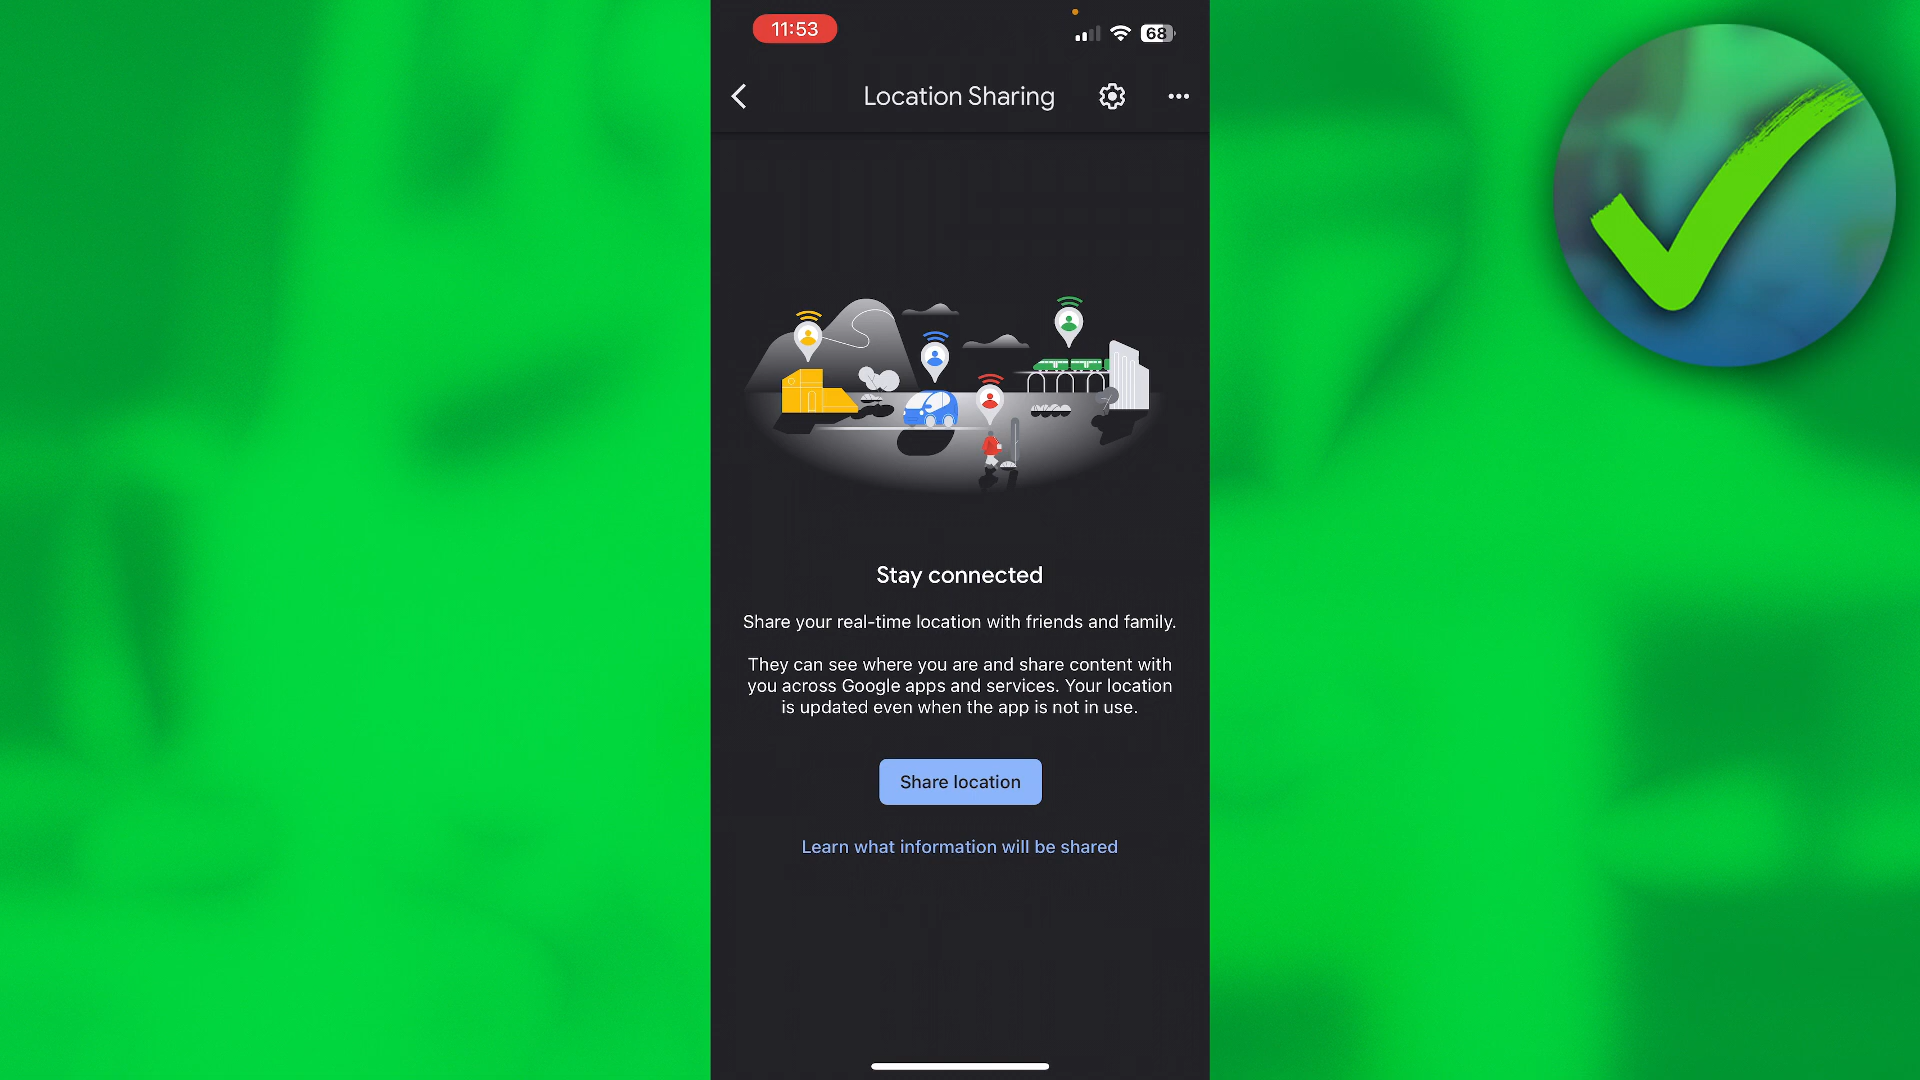 11:53
68
Location Sharing
Stay connected
Share your real-time location with friends and family.
They can see where you are and share content with
you across Google apps and services. Your location
is updated even when the app is not in use.
Share location
Learn what information will be shared